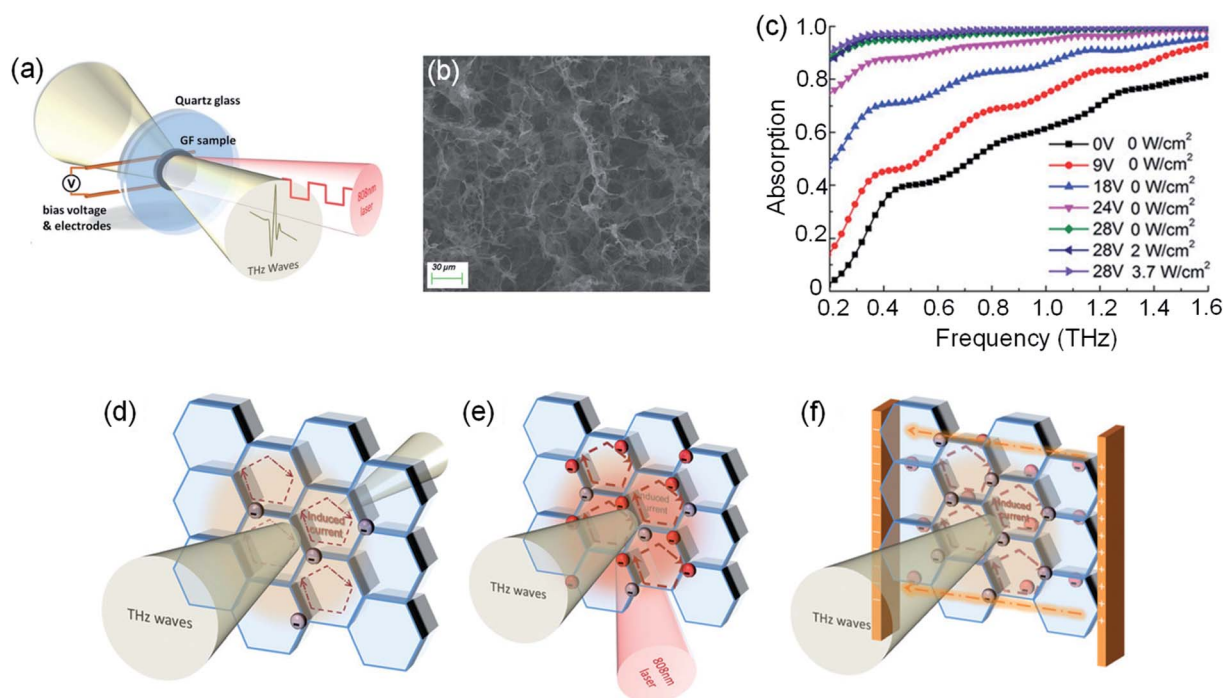 (a)
Quartz glass
GF sample
V
bias voltage
& electrodes
808nm
laser
THz Waves
(b)
30 µm
(c)
Absorption
1.0
0.8
0.6
0.4
0.2
0
0V 0 W/cm²
9V 0 W/cm²
18V 0 W/cm²
24V 0 W/cm²
28V 0 W/cm²
28V 2 W/cm²
28V 3.7 W/cm²
0.2 0.4 0.6 0.8 1.0 1.2 1.4 1.6
Frequency (THz)
(d)
Induced
current
THz waves
(e)
Induced
current
THz waves
808nm
laser
(f)
Induced
current
THz waves